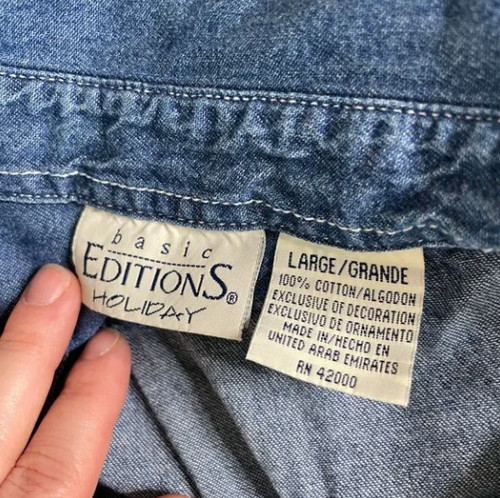 basic
EDITIONS®
HOLIDAY
LARGE/GRANDE
100% COTTON/ALGODON
EXCLUSIVE OF DECORATION
EXCLUSIVO DE ORNAMENTO
MADE IN/HECHO EN
UNITED ARAB EMIRATES
RN 42000